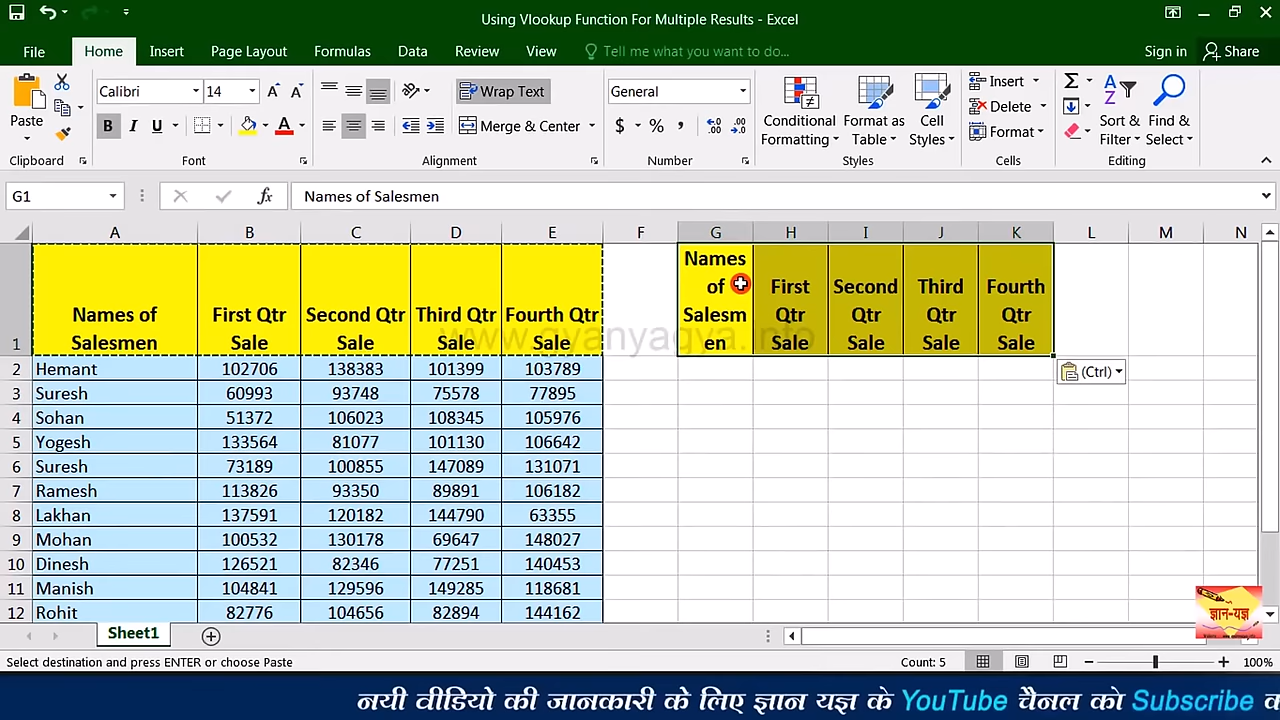 Using Vlookup Function For Multiple Results - Excel
File Home Insert Page Layout Formulas Data Review View Tell me what you want to do... Sign in Share
Calibri 14 Wrap Text General Insert
Paste B I U Merge & Center $ % , Conditional Formatting Format as Table Cell Styles Delete Format Sort & Filter Find & Select
Clipboard Font Alignment Number Styles Cells Editing
G1 fx Names of Salesmen
A B C D E F G H I J K L M N
1 Names of Salesmen First Qtr Sale Second Qtr Sale Third Qtr Sale Fourth Qtr Sale Names of Salesm en First Qtr Sale Second Qtr Sale Third Qtr Sale Fourth Qtr Sale
www.gyanyagya.info
2 Hemant 102706 138383 101399 103789 (Ctrl)
3 Suresh 60993 93748 75578 77895
4 Sohan 51372 106023 108345 105976
5 Yogesh 133564 81077 101130 106642
6 Suresh 73189 100855 147089 131071
7 Ramesh 113826 93350 89891 106182
8 Lakhan 137591 120182 144790 63355
9 Mohan 100532 130178 69647 148027
10 Dinesh 126521 82346 77251 140453
11 Manish 104841 129596 149285 118681
12 Rohit 82776 104656 82894 144162
ज्ञान-यज्ञ
Sheet1
Select destination and press ENTER or choose Paste Count: 5 100%
नयी वीडियो की जानकारी के लिए ज्ञान यज्ञ के YouTube चैनल को Subscribe क